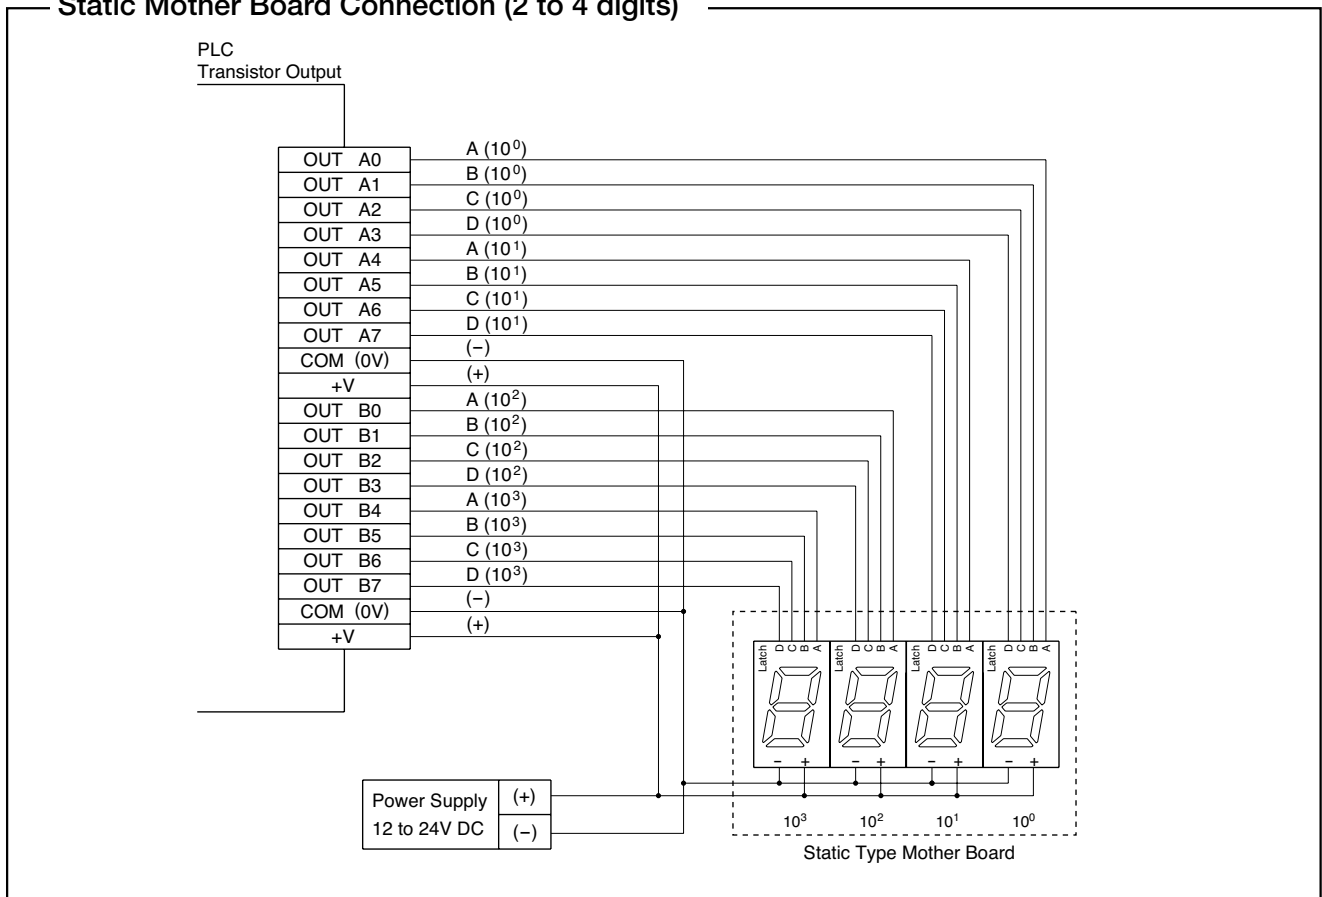 Static Mother Board Connection (2 to 4 digits)
PLC
Transistor Output
OUT A0 A (10⁰)
OUT A1 B (10⁰)
OUT A2 C (10⁰)
OUT A3 D (10⁰)
OUT A4 A (10¹)
OUT A5 B (10¹)
OUT A6 C (10¹)
OUT A7 D (10¹)
COM (0V) (−)
+V (+)
OUT B0 A (10²)
OUT B1 B (10²)
OUT B2 C (10²)
OUT B3 D (10²)
OUT B4 A (10³)
OUT B5 B (10³)
OUT B6 C (10³)
OUT B7 D (10³)
COM (0V) (−)
+V (+)
Latch D C B A Latch D C B A Latch D C B A Latch D C B A
− + − + − + − +
Power Supply (+)
12 to 24V DC (−)
10³ 10² 10¹ 10⁰
Static Type Mother Board